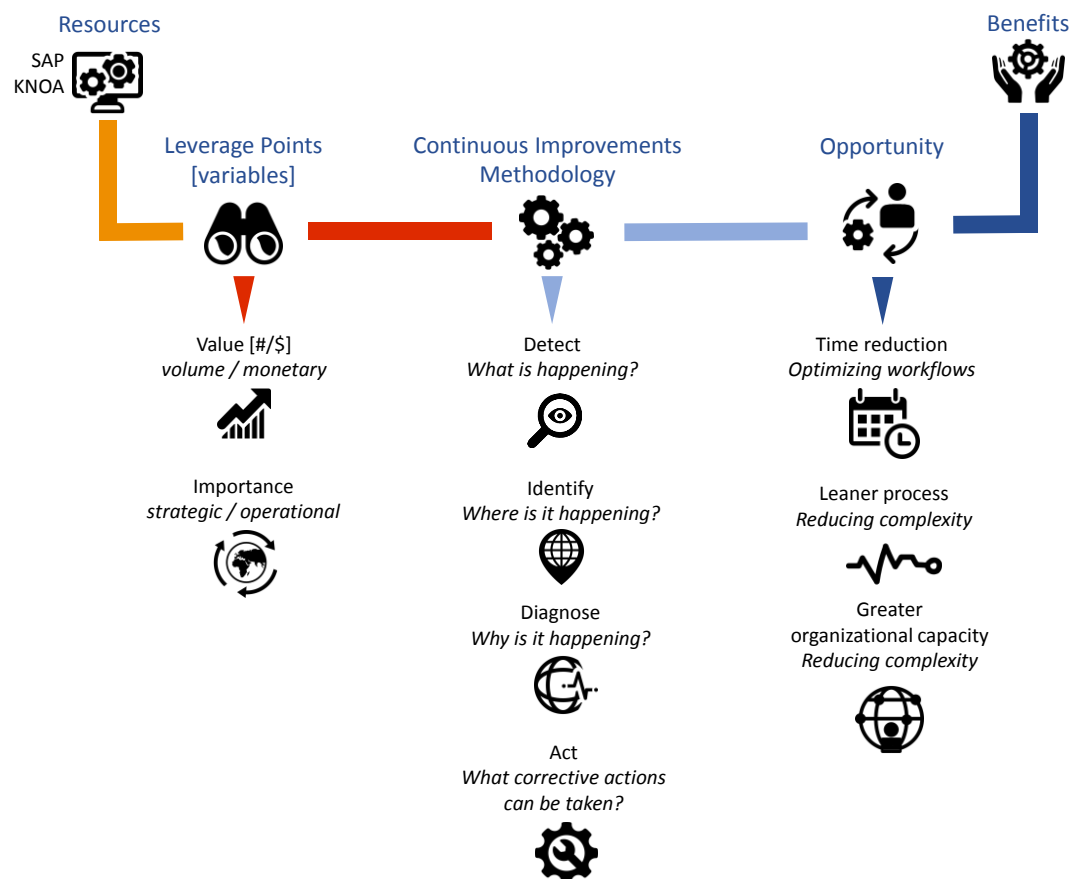 Resources
SAP
KNOA
Benefits
Leverage Points
[variables]
Continuous Improvements
Methodology
Opportunity
Value [#/$]
volume / monetary
Importance
strategic / operational
Detect
What is happening?
Identify
Where is it happening?
Diagnose
Why is it happening?
Act
What corrective actions
can be taken?
Time reduction
Optimizing workflows
Leaner process
Reducing complexity
Greater
organizational capacity
Reducing complexity